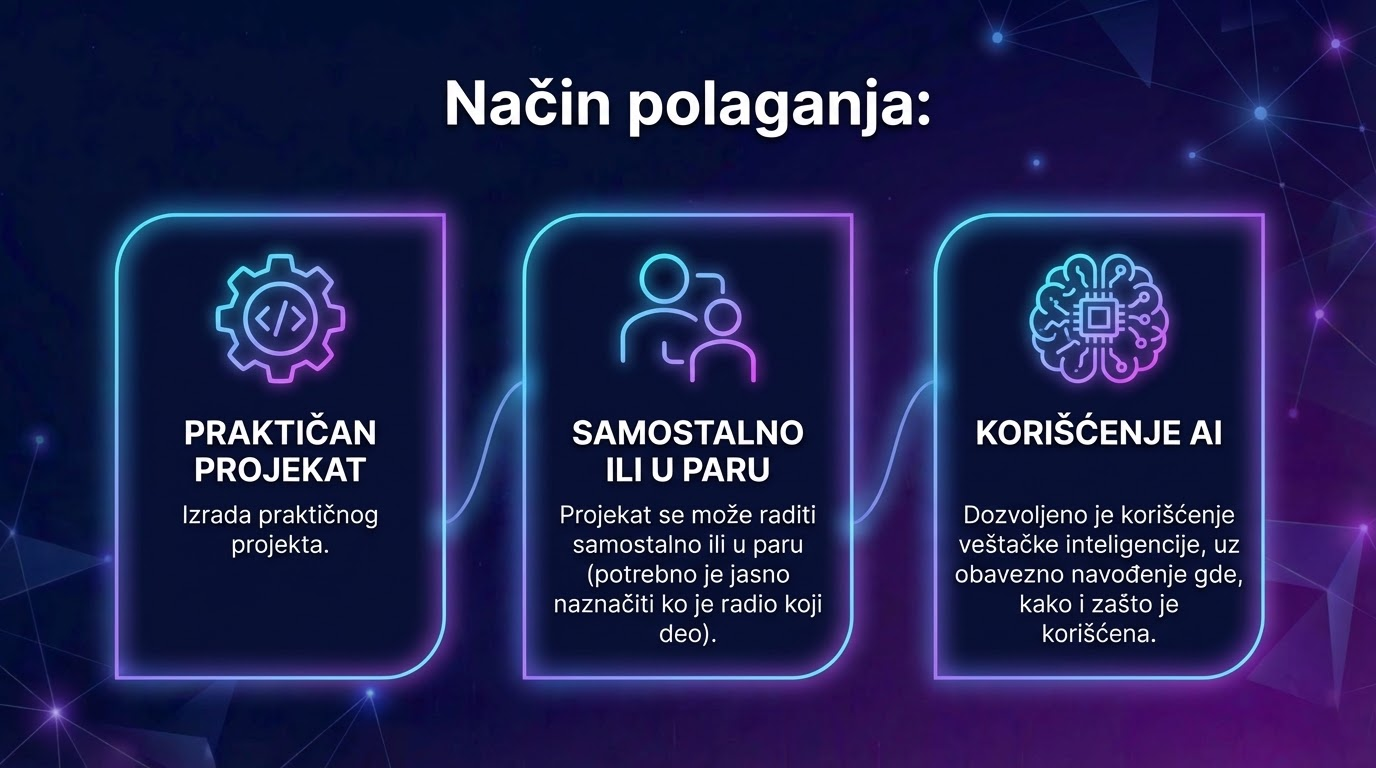 Način polaganja:
PRAKTIČAN
PROJEKAT
Izrada praktičnog
projekta.
SAMOSTALNO
ILI U PARU
Projekat se može raditi
samostalno ili u paru
(potrebno je jasno
naznačiti ko je radio koji
deo).
KORIŠĆENJE AI
Dozvoljeno je korišćenje
veštačke inteligencije, uz
obavezno navođenje gde,
kako i zašto je
korišćena.